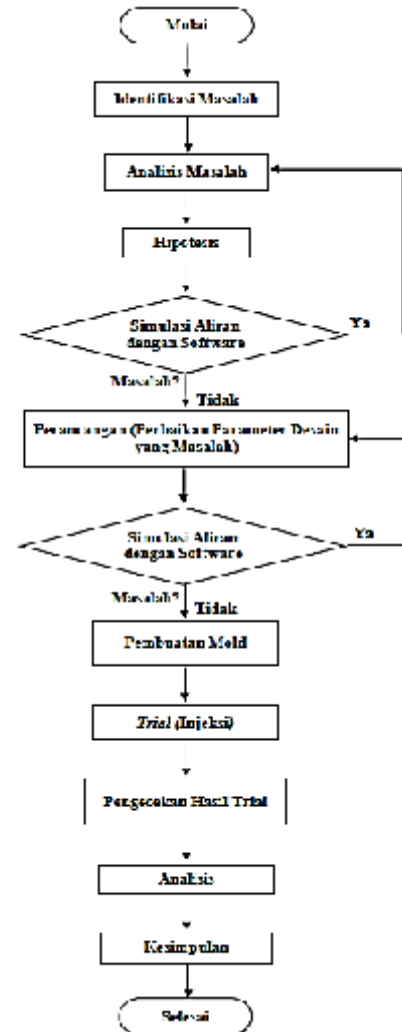 Mulai
Identifikasi Masalah
Analisis Masalah
Hipotesis
Simulasi Aliran
dengan Software
Ya
Masalah?
Tidak
Perancangan (Perbaikan Parameter Desain
yang Masalah)
Simulasi Aliran
dengan Software
Ya
Masalah?
Tidak
Pembuatan Mold
Trial (Injeksi)
Pengecekan Hasil Trial
Analisis
Kesimpulan
Selesai